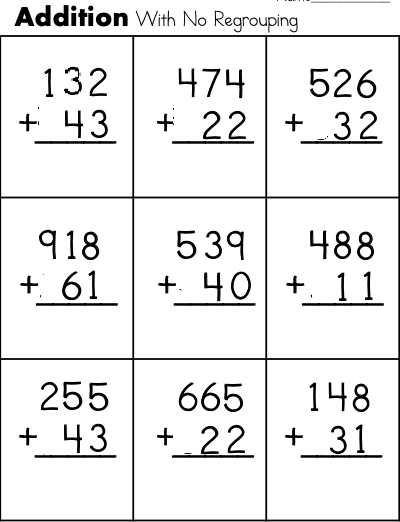 Addition With No Regrouping
132 474 526
+ 43 + 22 + 32
918 539 488
+ 61 + 40 + 11
255 665 148
+ 43 + 22 + 31